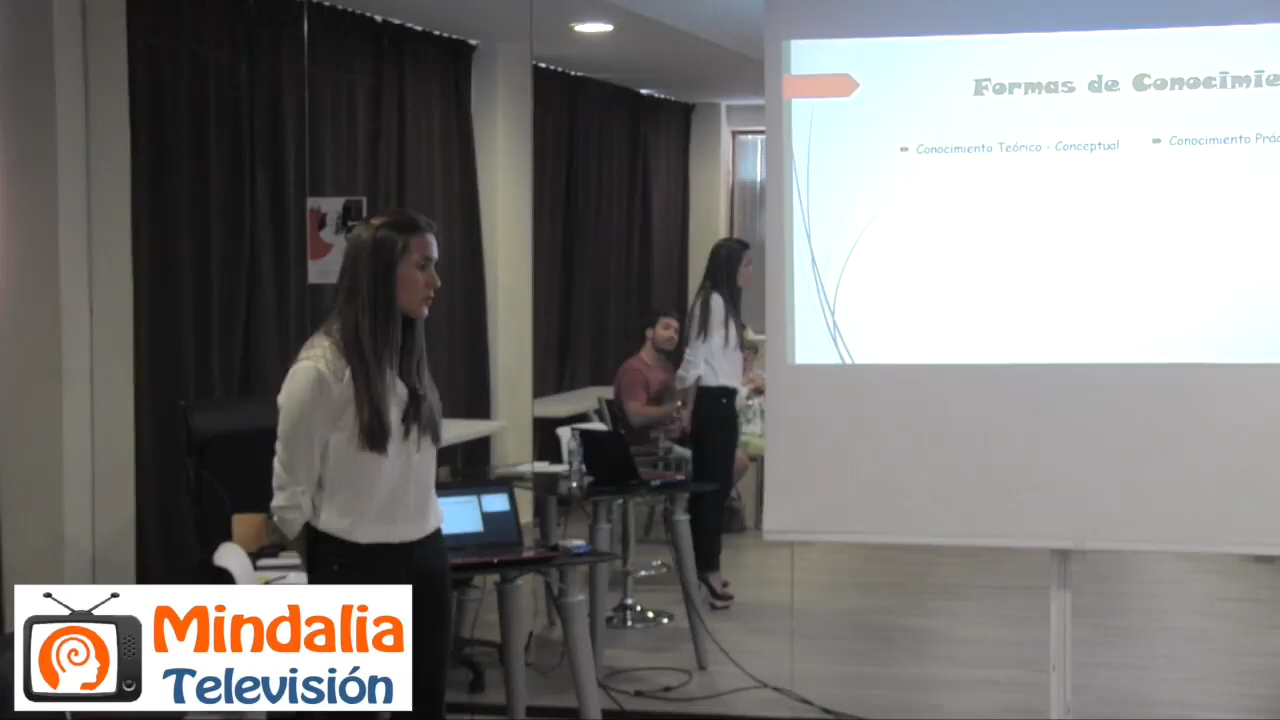 Formas de Conocimie
Conocimiento Teórico - Conceptual
Conocimiento Prác
Mindalia
Televisión